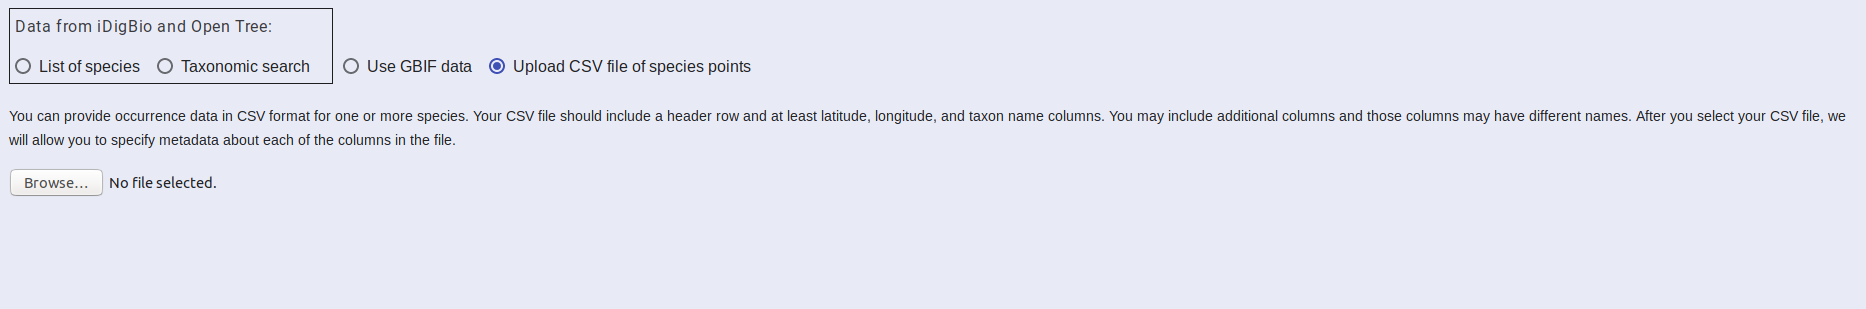 Data from iDigBio and Open Tree:
List of species Taxonomic search Use GBIF data Upload CSV file of species points
You can provide occurrence data in CSV format for one or more species. Your CSV file should include a header row and at least latitude, longitude, and taxon name columns. You may include additional columns and those columns may have different names. After you select your CSV file, we
will allow you to specify metadata about each of the columns in the file.
Browse... No file selected.